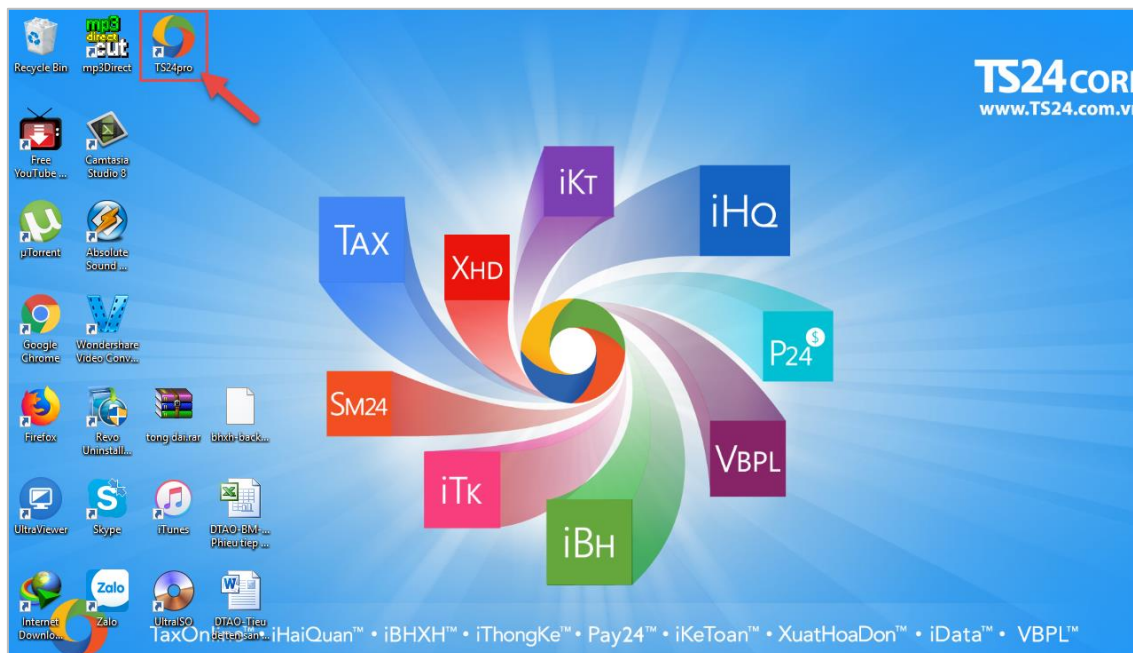 Recycle Bin
mp3 direct cut
mp3Direct
TS24pro
TS24 COR
www.TS24.com.v
Free YouTube ...
Camtasia Studio 8
µTorrent
Absolute Sound ...
Google Chrome
Wondershare Video Conv...
Firefox
Revo Uninstall...
tong dai.rar
bhxh-back...
UltraViewer
Skype
iTunes
DTAO-BM-...
Phieu tiep ...
Internet Downlo...
Zalo
Zalo
UltraISO
DTAO-Tieu
iKT
iHQ
TAX
XHD
P24 $
SM24
VBPL
iTK
iBH
TaxOnline™ • iHaiQuan™ • iBHXH™ • iThongKe™ • Pay24™ • iKeToan™ • XuatHoaDon™ • iData™ • VBPL™